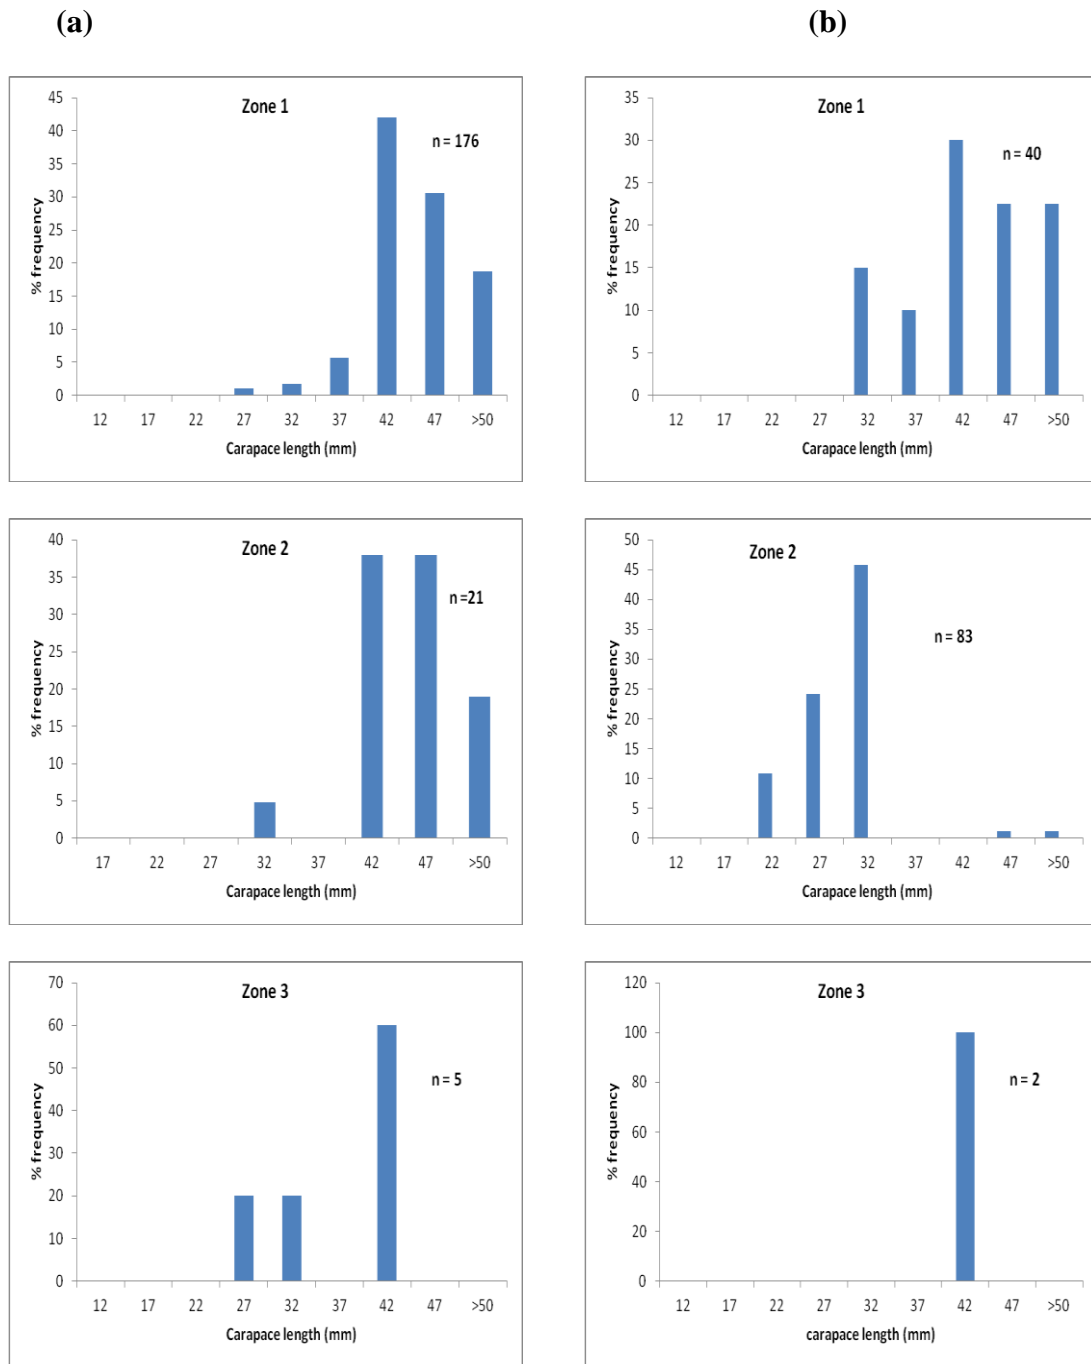 (a)
(b)
Zone 1
n = 176
45
40
35
30
25
20
15
10
5
0
% frequency
12 17 22 27 32 37 42 47 >50
Carapace length (mm)
Zone 1
n = 40
35
30
25
20
15
10
5
0
% frequency
12 17 22 27 32 37 42 47 >50
Carapace length (mm)
Zone 2
n =21
40
35
30
25
20
15
10
5
0
% frequency
17 22 27 32 37 42 47 >50
Carapace length (mm)
Zone 2
n = 83
50
45
40
35
30
25
20
15
10
5
0
% frequency
12 17 22 27 32 37 42 47 >50
Carapace length (mm)
Zone 3
n = 5
70
60
50
40
30
20
10
0
% frequency
12 17 22 27 32 37 42 47 >50
Carapace length (mm)
Zone 3
n = 2
120
100
80
60
40
20
0
% frequency
12 17 22 27 32 37 42 47 >50
carapace length (mm)